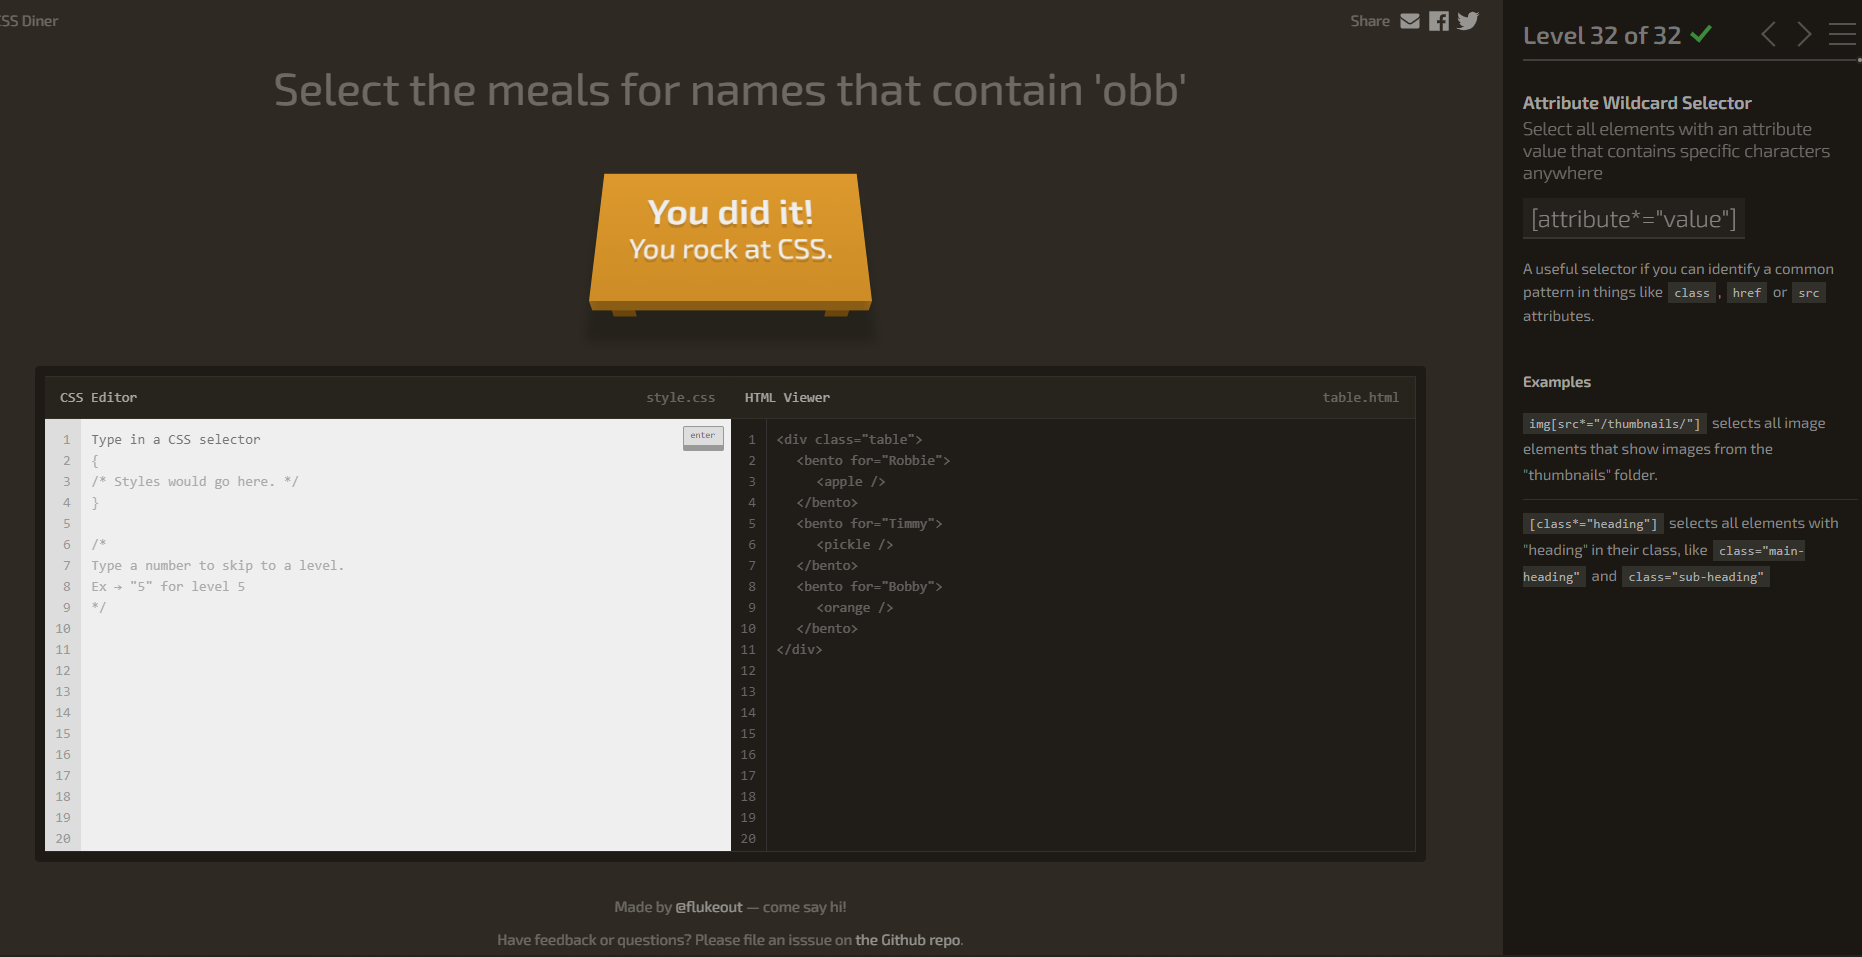 CSS Diner
Share
Select the meals for names that contain 'obb'
You did it!
You rock at CSS.
CSS Editor
style.css
HTML Viewer
table.html
1 Type in a CSS selector
enter
2 {
3 /* Styles would go here. */
4 }
5
6 /*
7 Type a number to skip to a level.
8 Ex → "5" for level 5
9 */
10
11
12
13
14
15
16
17
18
19
20
1 <div class="table">
2 <bento for="Robbie">
3 <apple />
4 </bento>
5 <bento for="Timmy">
6 <pickle />
7 </bento>
8 <bento for="Bobby">
9 <orange />
10 </bento>
11 </div>
12
13
14
15
16
17
18
19
20
Made by @flukeout — come say hi!
Have feedback or questions? Please file an isssue on the Github repo.
Level 32 of 32
Attribute Wildcard Selector
Select all elements with an attribute
value that contains specific characters
anywhere
[attribute*="value"]
A useful selector if you can identify a common
pattern in things like class , href or src
attributes.
Examples
img[src*="/thumbnails/"] selects all image
elements that show images from the
"thumbnails" folder.
[class*="heading"] selects all elements with
"heading" in their class, like class="main-
heading" and class="sub-heading"